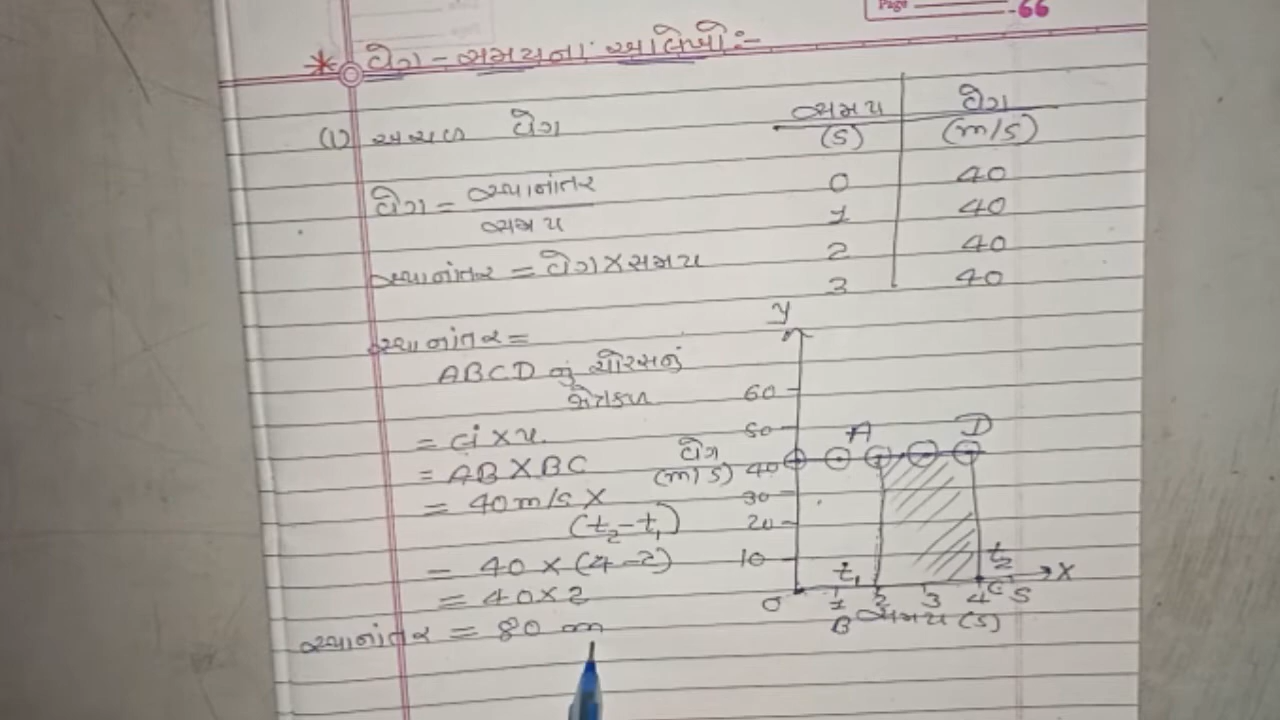 Page 66
* વેગ - સમયના આલેખો :-
(1) અચળ વેગ
વેગ = સ્થાનાંતર
સમય
સ્થાનાંતર = વેગ X સમય
સમય વેગ
(s) (m/s)
0 40
1 40
2 40
3 40
સ્થાનાંતર =
ABCD નું ચોરસનું
= લં X પ.
= AB X BC
= 40 m/s X
(t₂ - t₁)
= 40 X (4-2)
= 40 X 2
સ્થાનાંતર = 80 m
y
60
50
A D
વેગ
(m/s) 40
30
20
10
t₁ t₂
X
O 1 2 3 4 C 5
B સમય (s)